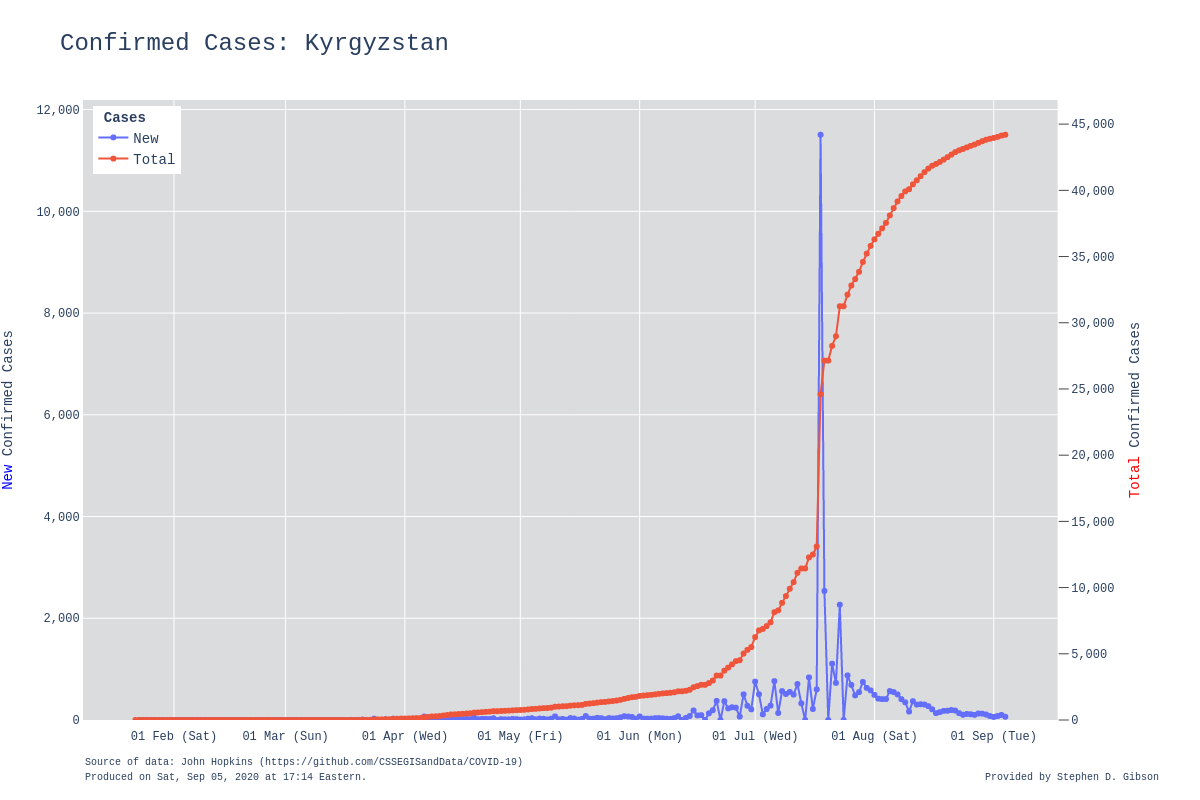 Confirmed Cases: Kyrgyzstan
Cases
New
Total
12,000
10,000
8,000
6,000
4,000
2,000
0
45,000
40,000
35,000
30,000
25,000
20,000
15,000
10,000
5,000
0
New Confirmed Cases
Total Confirmed Cases
01 Feb (Sat)
01 Mar (Sun)
01 Apr (Wed)
01 May (Fri)
01 Jun (Mon)
01 Jul (Wed)
01 Aug (Sat)
01 Sep (Tue)
Source of data: John Hopkins (https://github.com/CSSEGISandData/COVID-19)
Produced on Sat, Sep 05, 2020 at 17:14 Eastern.
Provided by Stephen D. Gibson